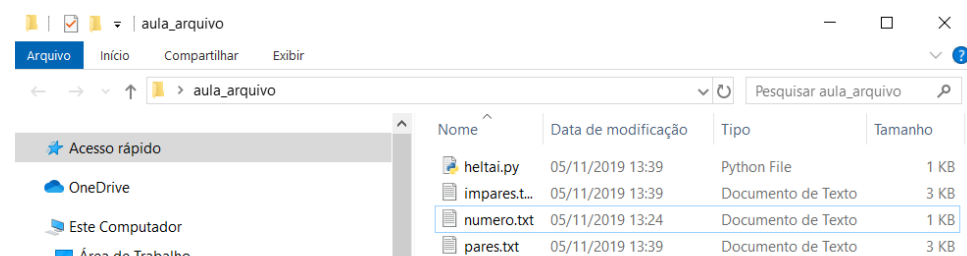 aula_arquivo
Arquivo Início Compartilhar Exibir
aula_arquivo Pesquisar aula_arquivo
Nome Data de modificação Tipo Tamanho
Acesso rápido
heltai.py 05/11/2019 13:39 Python File 1 KB
OneDrive
impares.t... 05/11/2019 13:39 Documento de Texto 3 KB
Este Computador
numero.txt 05/11/2019 13:24 Documento de Texto 1 KB
Área de Trabalho
pares.txt 05/11/2019 13:39 Documento de Texto 3 KB